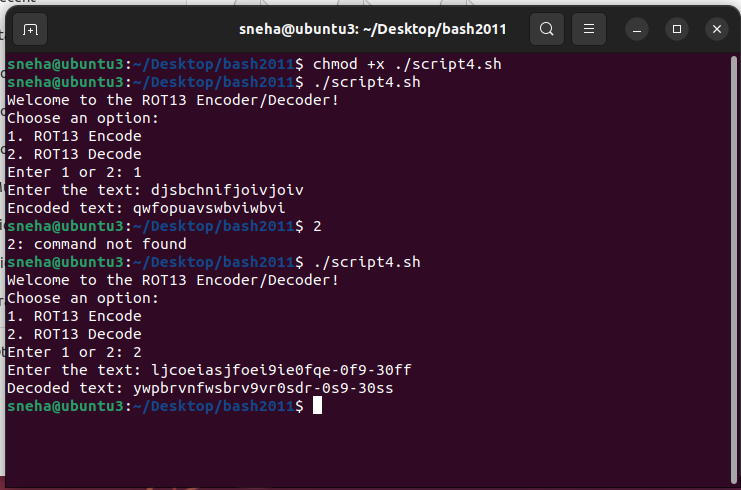 sneha@ubuntu3: ~/Desktop/bash2011
sneha@ubuntu3:~/Desktop/bash2011$ chmod +x ./script4.sh
sneha@ubuntu3:~/Desktop/bash2011$ ./script4.sh
Welcome to the ROT13 Encoder/Decoder!
Choose an option:
1. ROT13 Encode
2. ROT13 Decode
Enter 1 or 2: 1
Enter the text: djsbchnifjoivjoiv
Encoded text: qwfopuavswbviwbvi
sneha@ubuntu3:~/Desktop/bash2011$ 2
2: command not found
sneha@ubuntu3:~/Desktop/bash2011$ ./script4.sh
Welcome to the ROT13 Encoder/Decoder!
Choose an option:
1. ROT13 Encode
2. ROT13 Decode
Enter 1 or 2: 2
Enter the text: ljcoeiasjfoei9ie0fqe-0f9-30ff
Decoded text: ywpbrvnfwsbrv9vr0sdr-0s9-30ss
sneha@ubuntu3:~/Desktop/bash2011$